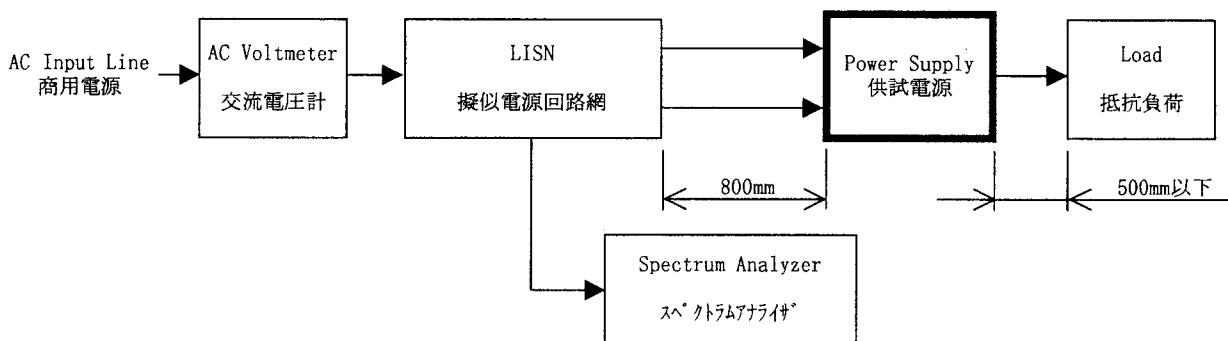 AC Input Line
商用電源
AC Voltmeter
交流電圧計
LISN
擬似電源回路網
Power Supply
供試電源
Load
抵抗負荷
800mm
500mm以下
Spectrum Analyzer
スペクトラムアナライザ